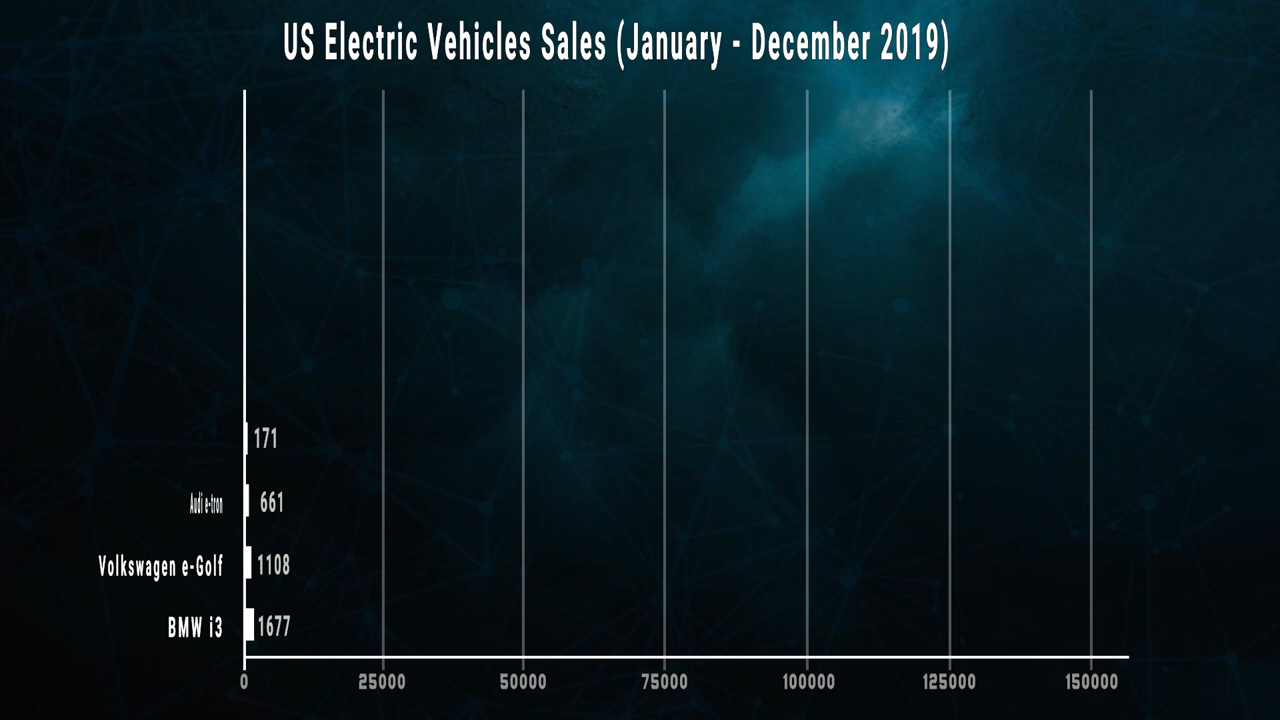 US Electric Vehicles Sales (January - December 2019)
171
Audi e-tron 661
Volkswagen e-Golf 1108
BMW i3 1677
0 25000 50000 75000 100000 125000 150000